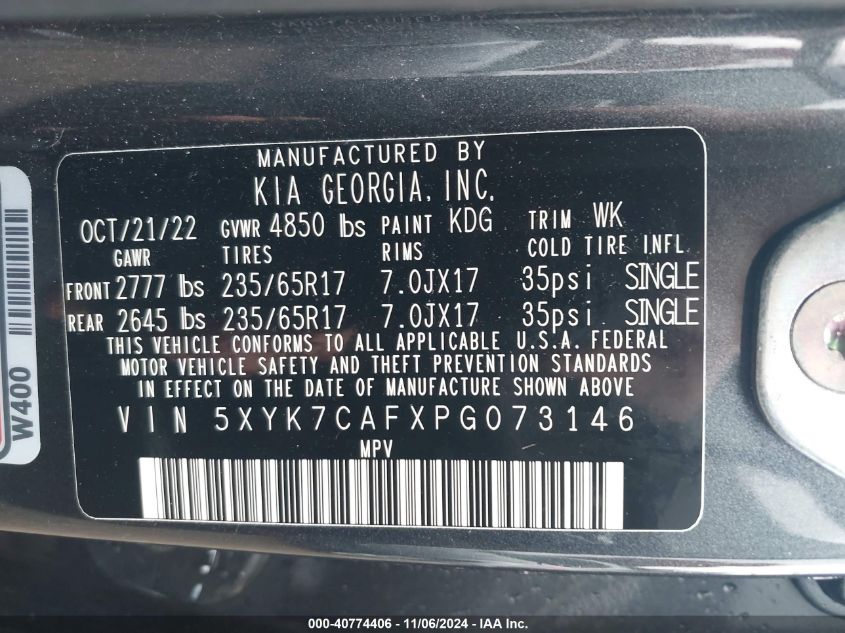 MANUFACTURED BY
KIA GEORGIA, INC.
OCT/21/22 GVWR 4850 lbs PAINT KDG TRIM WK
GAWR TIRES RIMS COLD TIRE INFL.
FRONT 2777 lbs 235/65R17 7.0JX17 35psi SINGLE
REAR 2645 lbs 235/65R17 7.0JX17 35psi SINGLE
THIS VEHICLE CONFORMS TO ALL APPLICABLE U.S.A. FEDERAL
MOTOR VEHICLE SAFETY AND THEFT PREVENTION STANDARDS
IN EFFECT ON THE DATE OF MANUFACTURED SHOWN ABOVE
VIN 5XYK7CAFXPG073146
MPV
W400
000-40774406 - 11/06/2024 - IAA Inc.